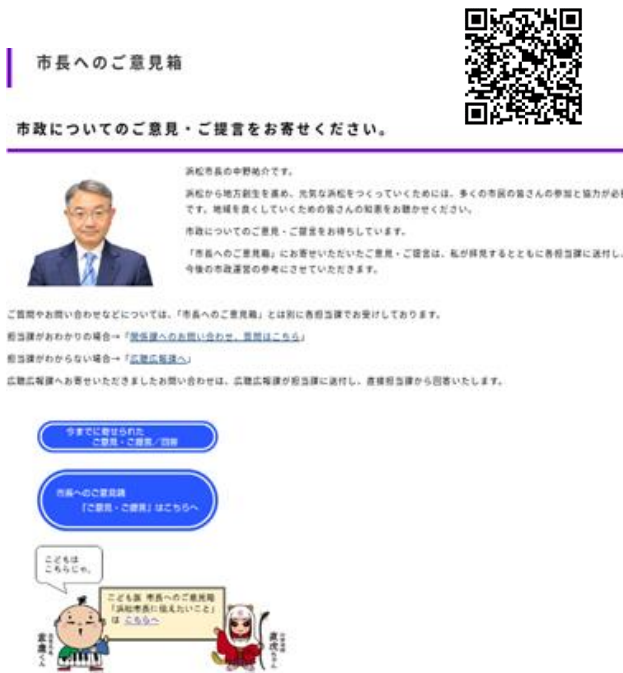 市長へのご意見箱
市政についてのご意見・ご提言をお寄せください。
浜松市長の中野祐介です。
浜松から地方創生を進め、元気な浜松をつくっていくためには、多くの市民の皆さんの参加と協力が必
です。地域を良くしていくための皆さんの知恵をお聴かせください。
市政についてのご意見・ご提言をお待ちしています。
「市長へのご意見箱」にお寄せいただいたご意見・ご提言は、私が拝見するとともに各担当課に送付し、
今後の市政運営の参考にさせていただきます。
ご質問やお問い合わせなどについては、「市長へのご意見箱」とは別に各担当課でお受けしております。
担当課がおわかりの場合→「関係課へのお問い合わせ、質問はこちら」
担当課がわからない場合→「広聴広報課へ」
広聴広報課へお寄せいただきましたお問い合わせは、広聴広報課が担当課に送付し、直接担当課から回答いたします。
今までに寄せられた
ご意見・ご提言／回答
市長へのご意見箱
「ご意見・ご提言」はこちらへ
こどもは
こちらじゃ。
こども版 市長へのご意見箱
「浜松市長に伝えたいこと」
は こちらへ
家康くん
直虎ちゃん